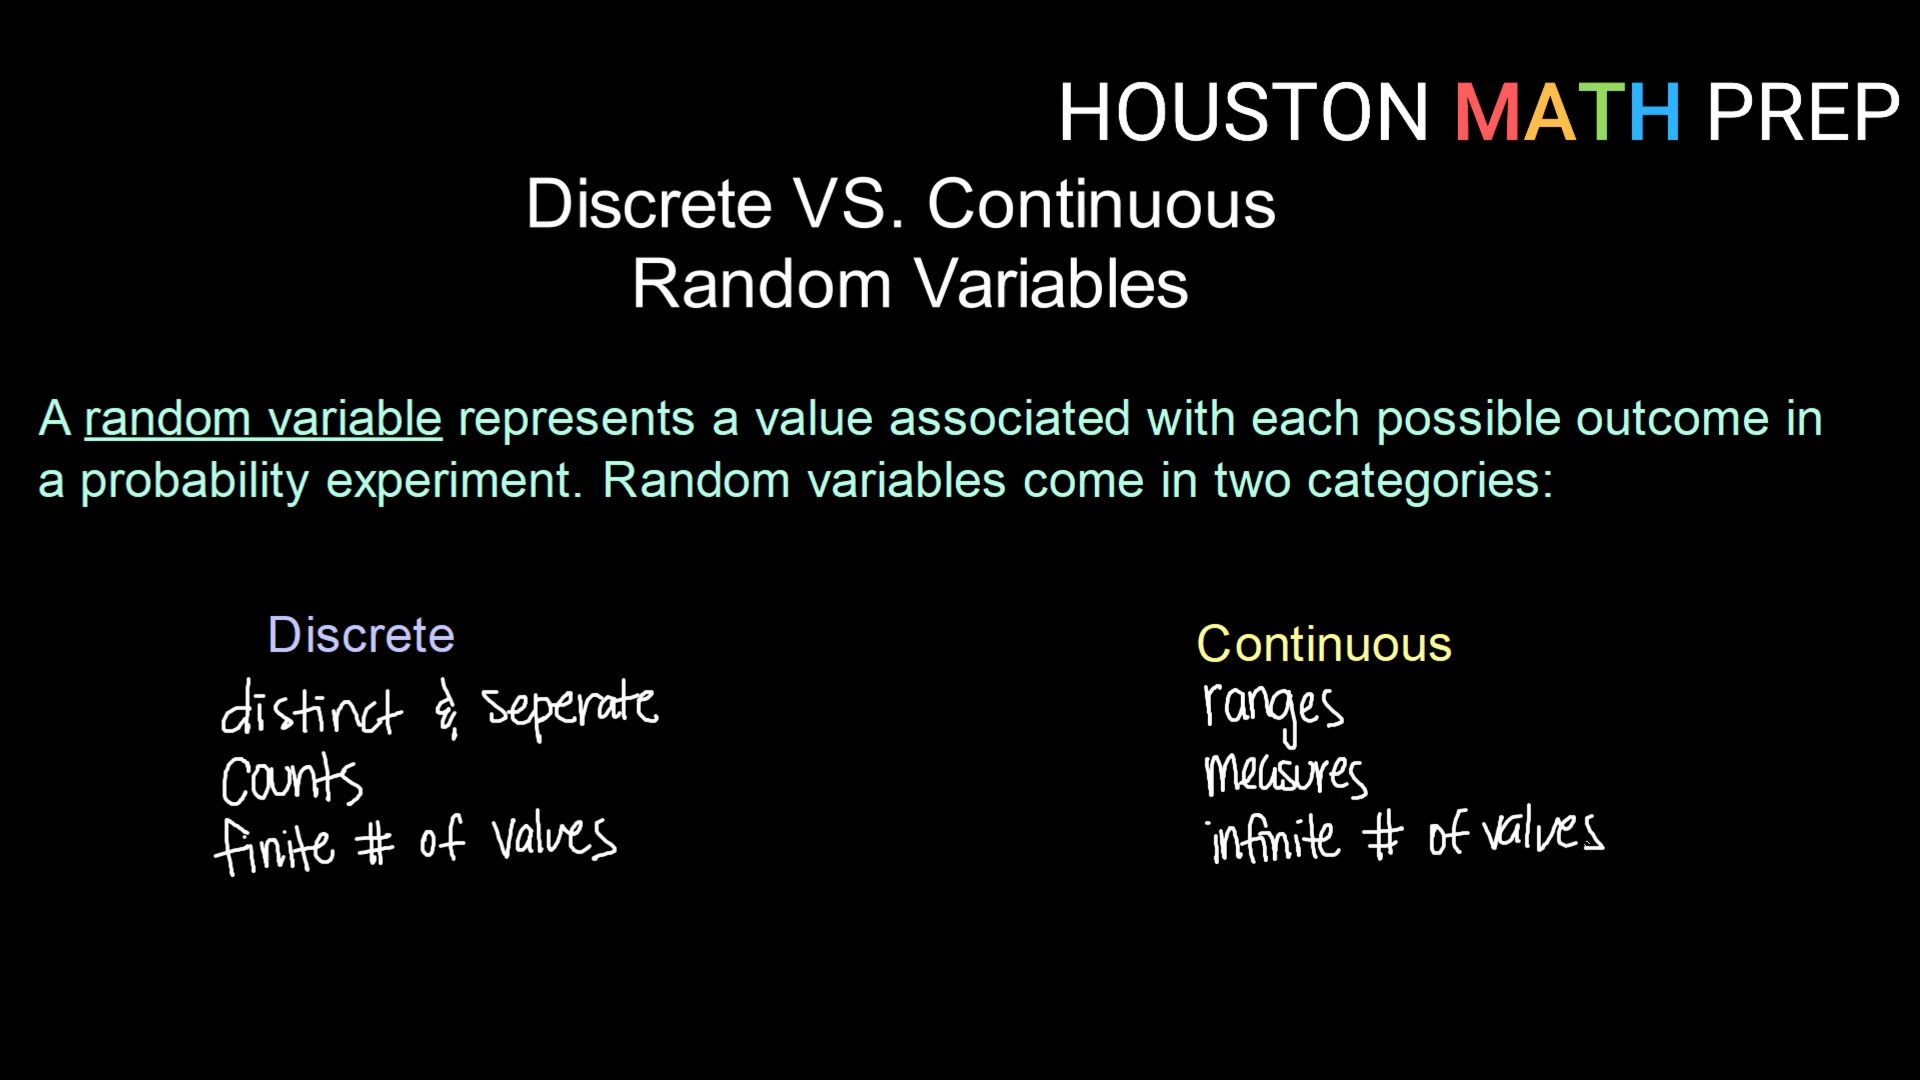 HOUSTON MATH PREP
Discrete VS. Continuous
Random Variables
A random variable represents a value associated with each possible outcome in
a probability experiment. Random variables come in two categories:
Discrete
distinct & seperate
counts
finite # of values
Continuous
ranges
measures
infinite # of values